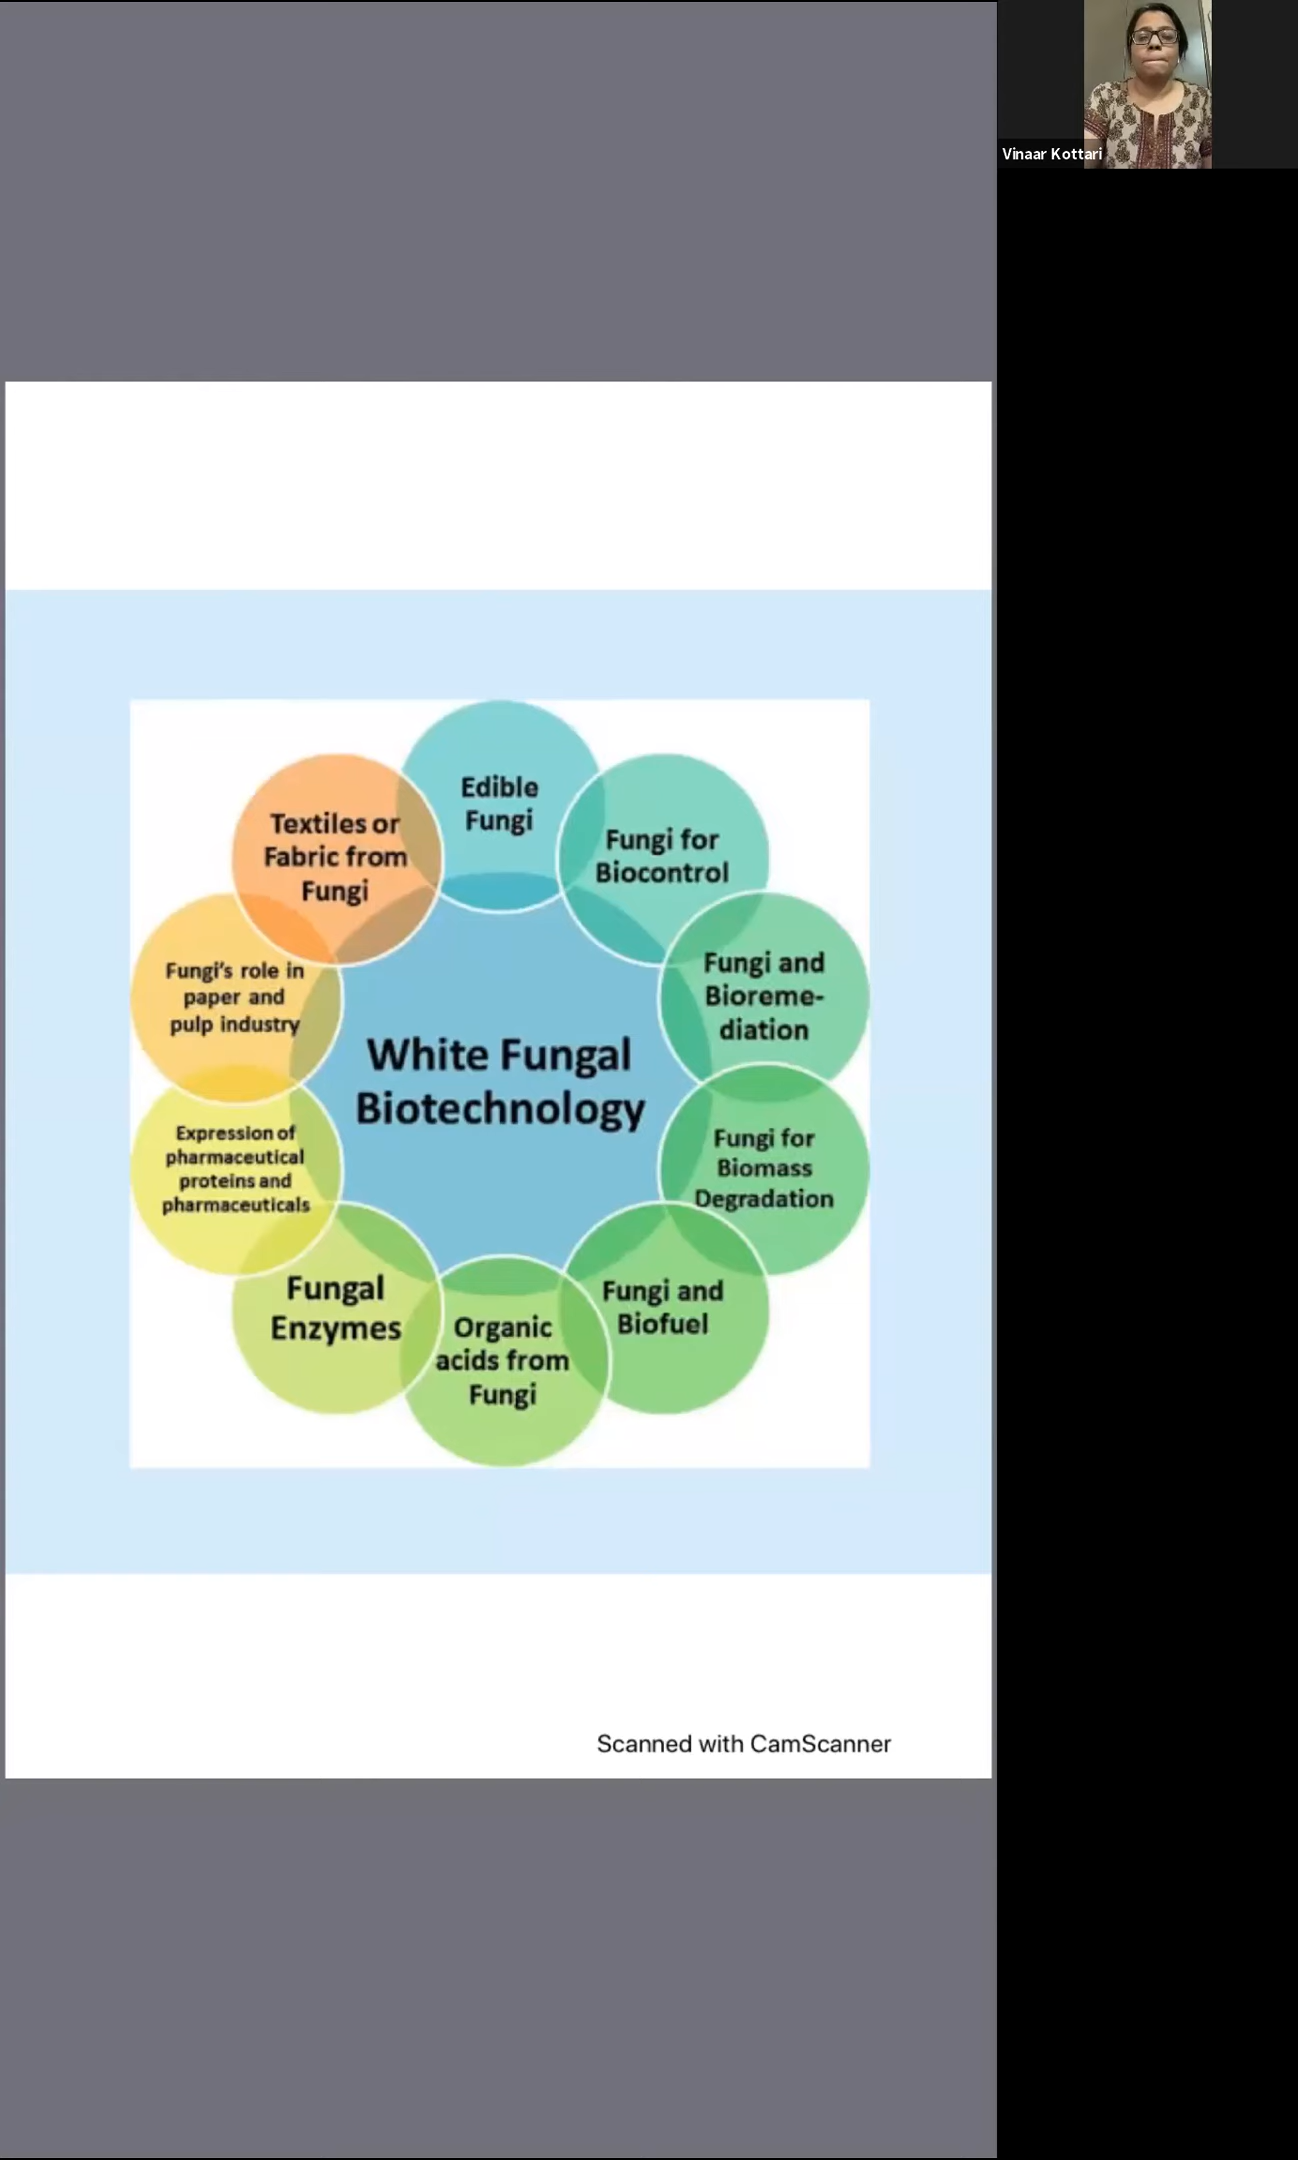 Vinaar Kottari
Edible
Fungi
Fungi for
Biocontrol
Fungi and
Bioreme-
diation
Fungi for
Biomass
Degradation
Fungi and
Biofuel
Organic
acids from
Fungi
Fungal
Enzymes
Expression of
pharmaceutical
proteins and
pharmaceuticals
Fungi's role in
paper and
pulp industry
Textiles or
Fabric from
Fungi
White Fungal
Biotechnology
Scanned with CamScanner